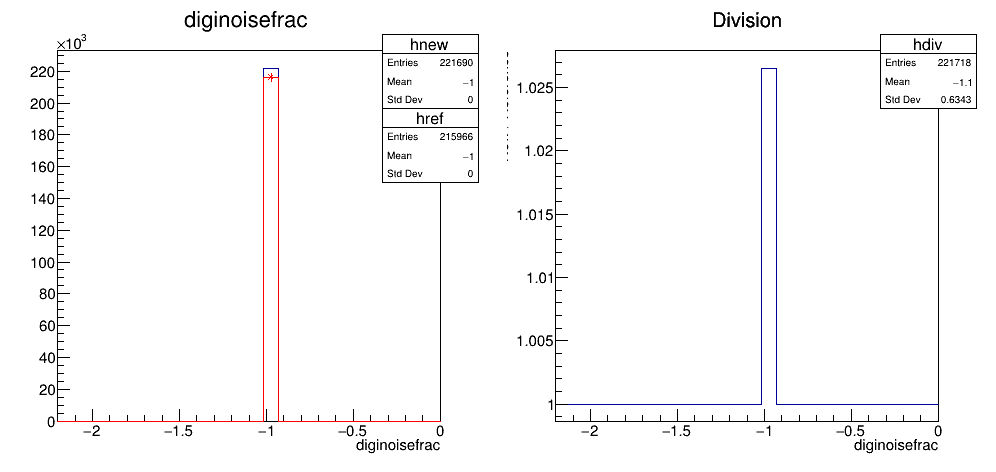 diginoisefrac
×10³
220
200
180
160
140
120
100
80
60
40
20
0
−2
−1.5
−1
−0.5
0
diginoisefrac
hnew
Entries 221690
Mean −1
Std Dev 0
href
Entries 215966
Mean −1
Std Dev 0
Division
1.025
1.02
1.015
1.01
1.005
1
−2
−1.5
−1
−0.5
0
diginoisefrac
hdiv
Entries 221718
Mean −1.1
Std Dev 0.6343